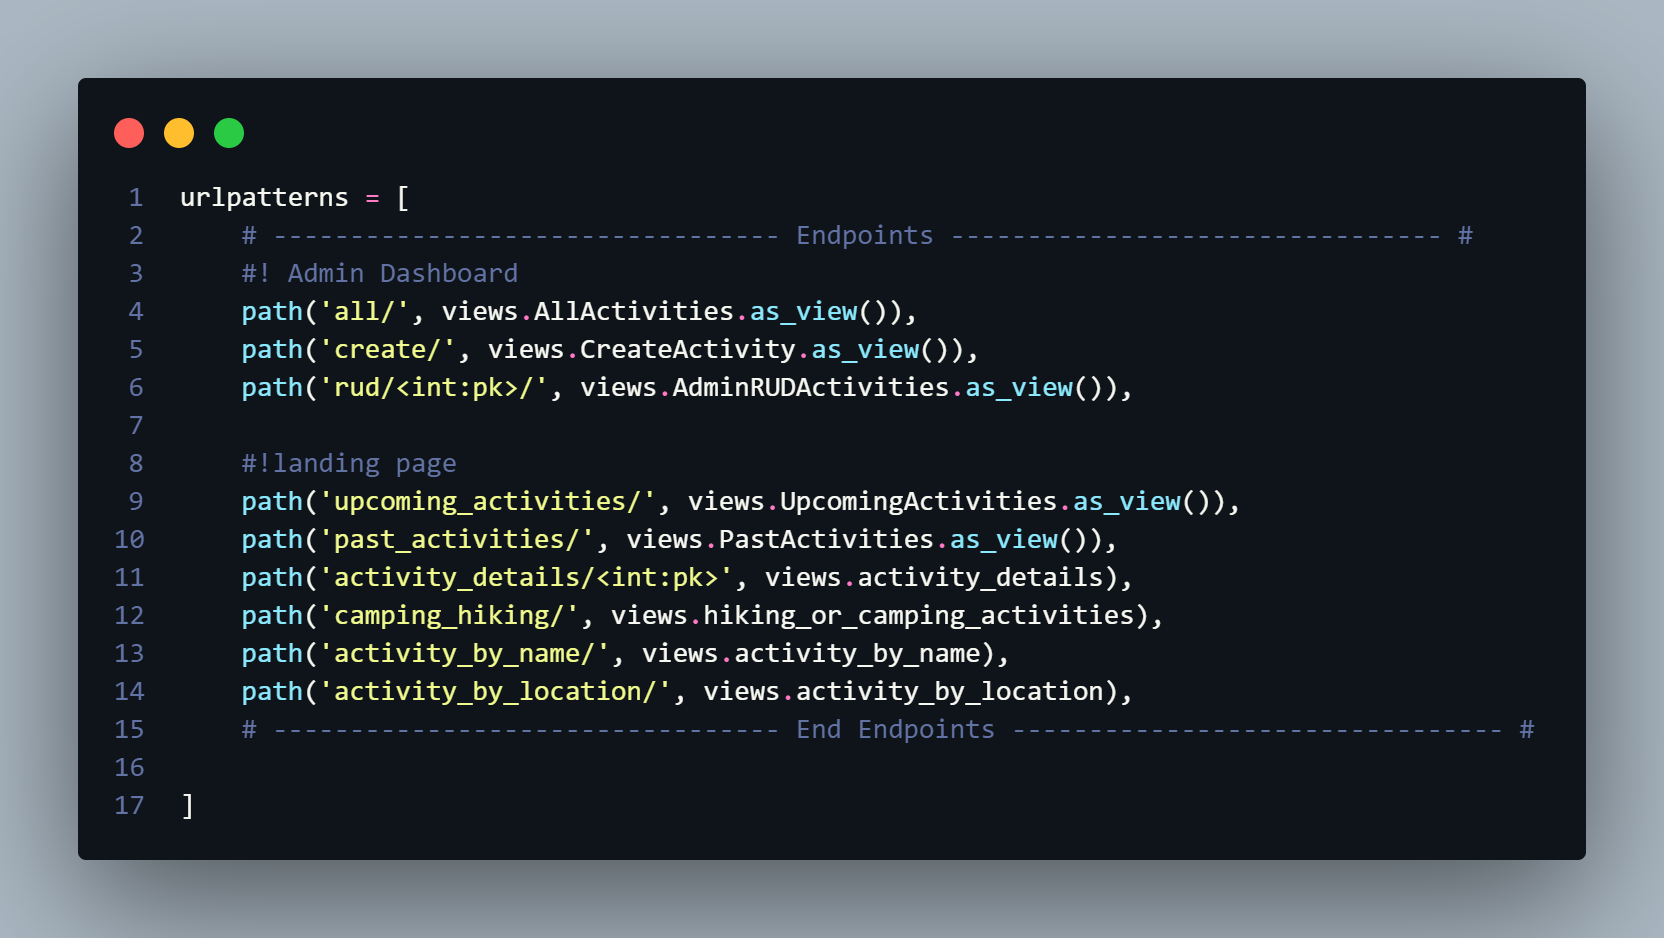 1 urlpatterns = [
2 # --------------------------------- Endpoints -------------------------------- #
3 #! Admin Dashboard
4 path('all/', views.AllActivities.as_view()),
5 path('create/', views.CreateActivity.as_view()),
6 path('rud/<int:pk>/', views.AdminRUDActivities.as_view()),
7
8 #!landing page
9 path('upcoming_activities/', views.UpcomingActivities.as_view()),
10 path('past_activities/', views.PastActivities.as_view()),
11 path('activity_details/<int:pk>', views.activity_details),
12 path('camping_hiking/', views.hiking_or_camping_activities),
13 path('activity_by_name/', views.activity_by_name),
14 path('activity_by_location/', views.activity_by_location),
15 # --------------------------------- End Endpoints -------------------------------- #
16
17 ]